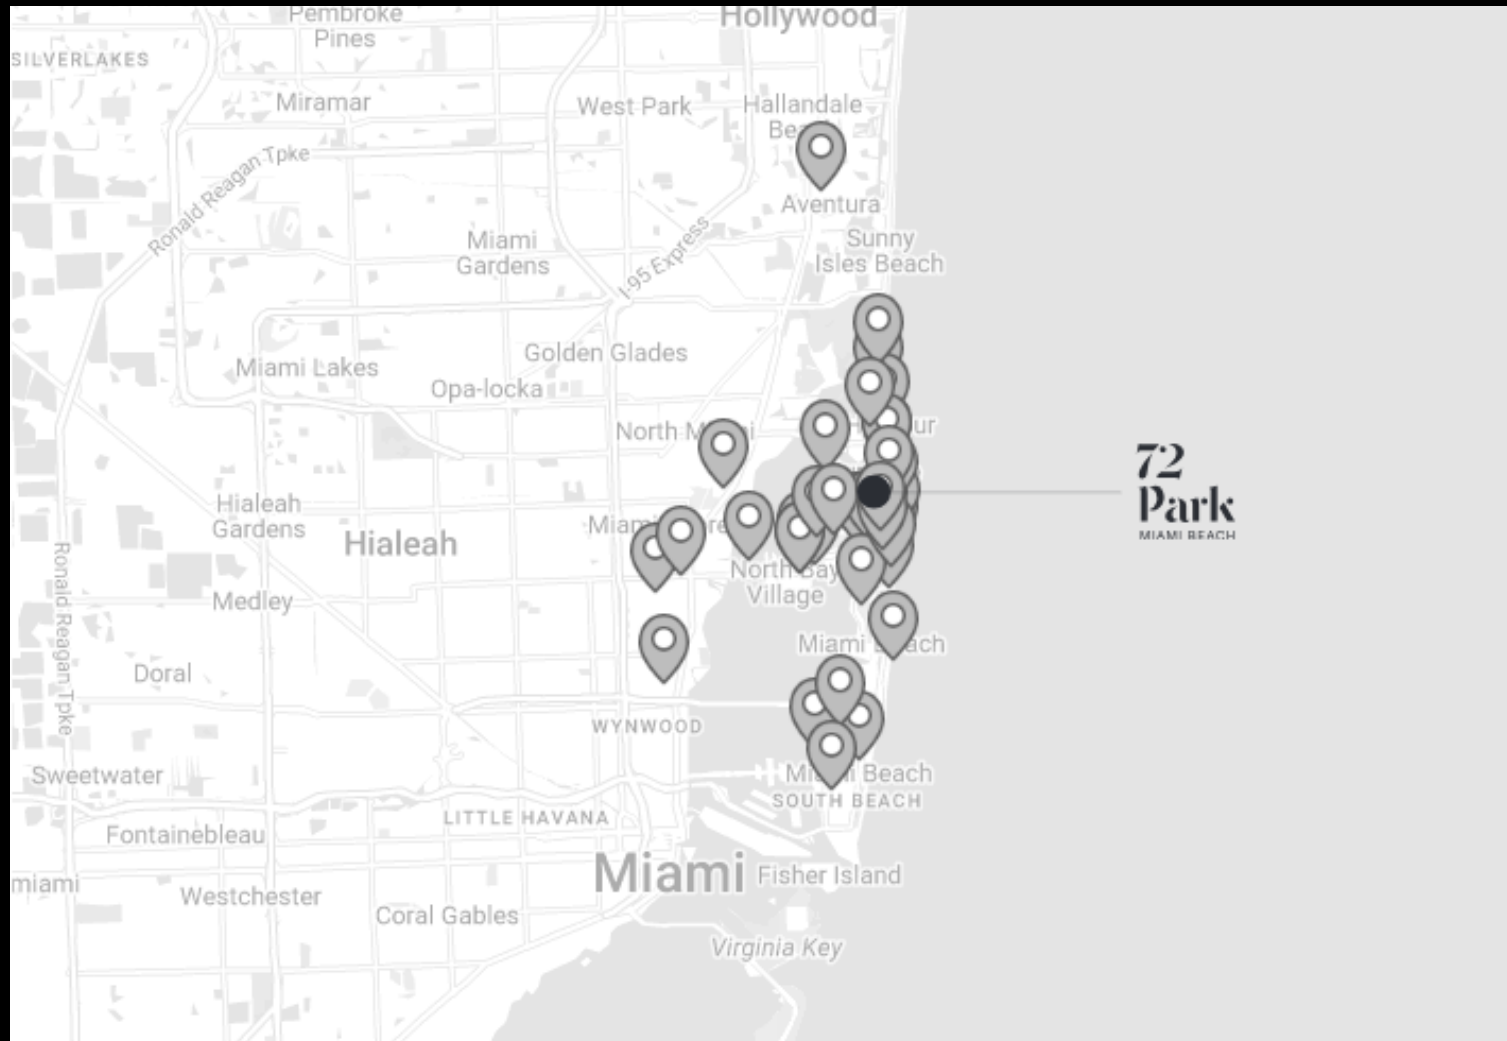 Hollywood
Pembroke
Pines
SILVERLAKES
Miramar
West Park
Hallandale
Ronald Reagan Tpke
Aventura
Miami
Gardens
Sunny
Isles Beach
I-95 Express
Golden Glades
Miami Lakes
Opa-locka
North
72
Park
MIAMI BEACH
Hialeah
Gardens
Hialeah
Ronald Reagan Tpke
North Bay
Village
Medley
Miami
Doral
WYNWOOD
Sweetwater
Beach
SOUTH BEACH
LITTLE HAVANA
Fontainebleau
Miami
Fisher Island
miami
Westchester
Coral Gables
Virginia Key